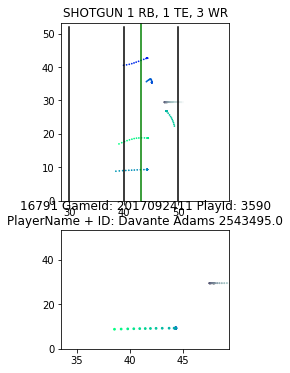 SHOTGUN 1 RB, 1 TE, 3 WR
50
40
30
20
10
0
30 40 50
16791 GameId: 2017092411 PlayId: 3590
PlayerName + ID: Davante Adams 2543495.0
40
20
0
35 40 45